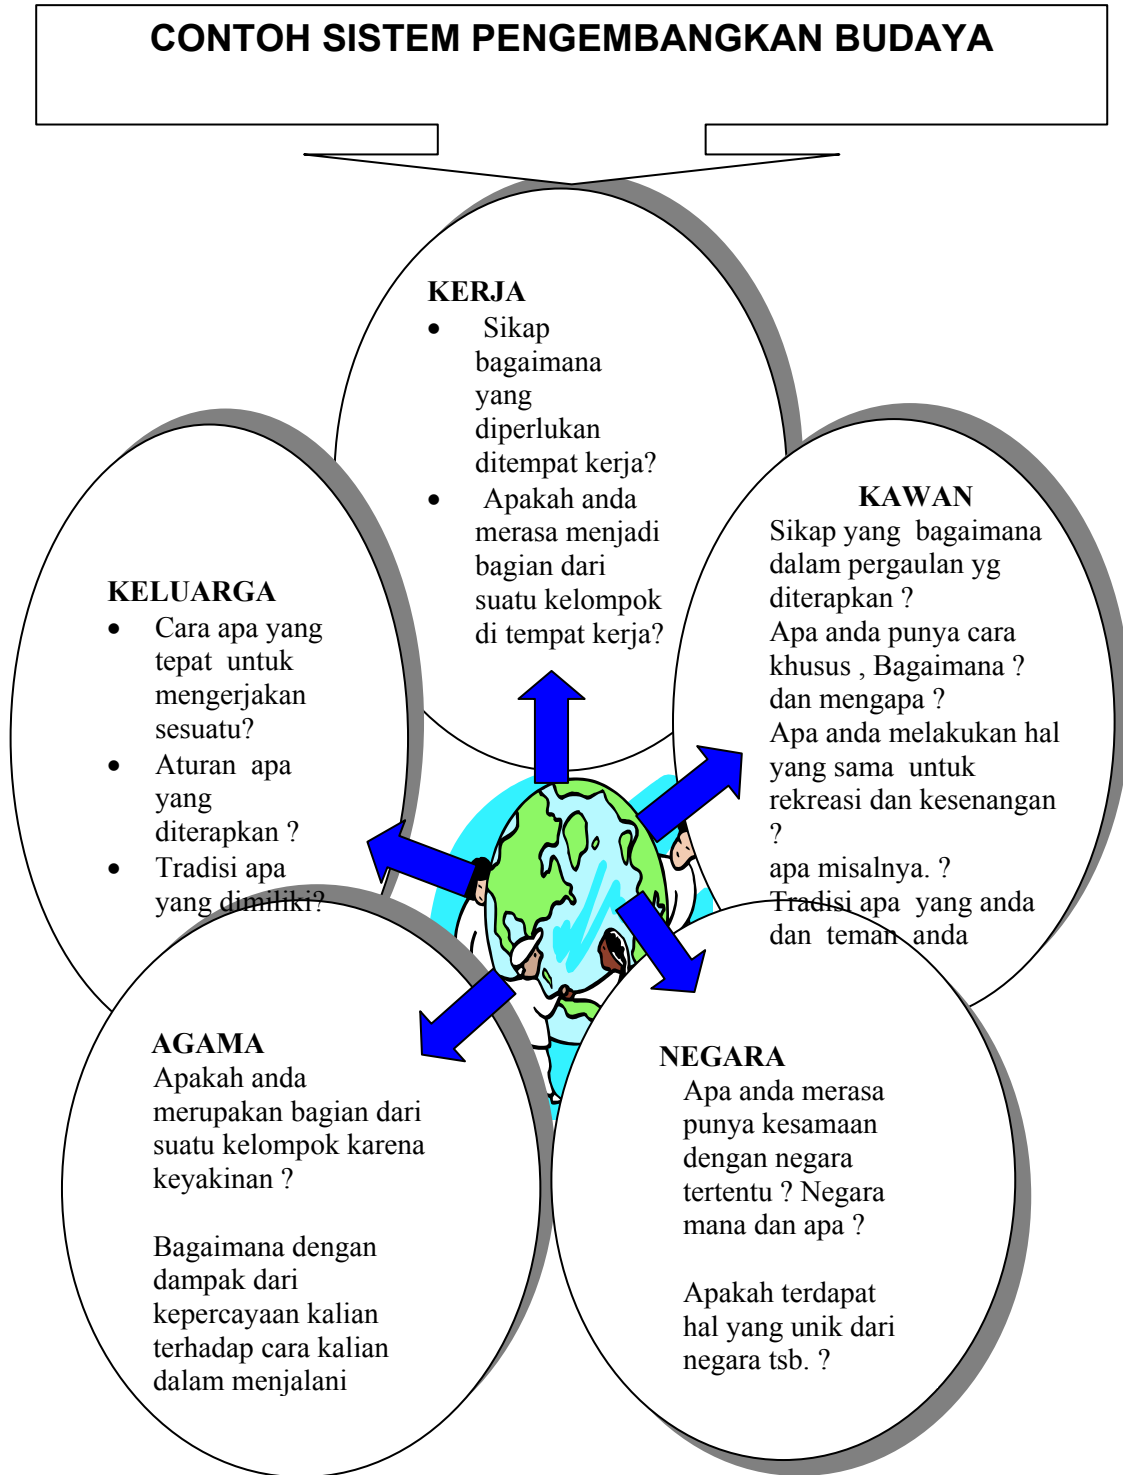 CONTOH SISTEM PENGEMBANGKAN BUDAYA
KERJA
• Sikap
bagaimana
yang
diperlukan
ditempat kerja?
• Apakah anda
merasa menjadi
bagian dari
suatu kelompok
di tempat kerja?
KELUARGA
• Cara apa yang
tepat untuk
mengerjakan
sesuatu?
• Aturan apa
yang
diterapkan ?
• Tradisi apa
yang dimiliki?
KAWAN
Sikap yang bagaimana
dalam pergaulan yg
diterapkan ?
Apa anda punya cara
khusus , Bagaimana ?
dan mengapa ?
Apa anda melakukan hal
yang sama untuk
rekreasi dan kesenangan
?
apa misalnya. ?
Tradisi apa yang anda
dan teman anda
AGAMA
Apakah anda
merupakan bagian dari
suatu kelompok karena
keyakinan ?
Bagaimana dengan
dampak dari
kepercayaan kalian
terhadap cara kalian
dalam menjalani
NEGARA
Apa anda merasa
punya kesamaan
dengan negara
tertentu ? Negara
mana dan apa ?
Apakah terdapat
hal yang unik dari
negara tsb. ?